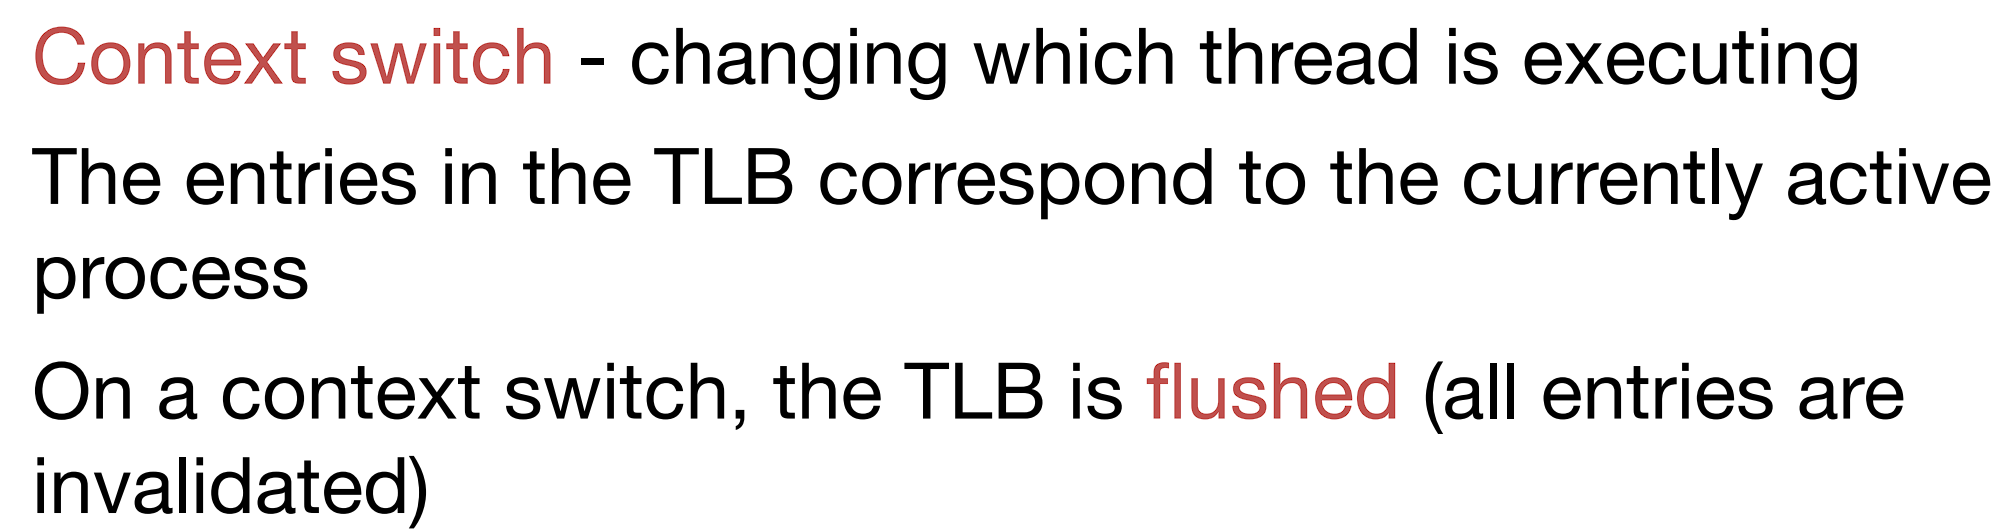 Context switch - changing which thread is executing
The entries in the TLB correspond to the currently active
process
On a context switch, the TLB is flushed (all entries are
invalidated)